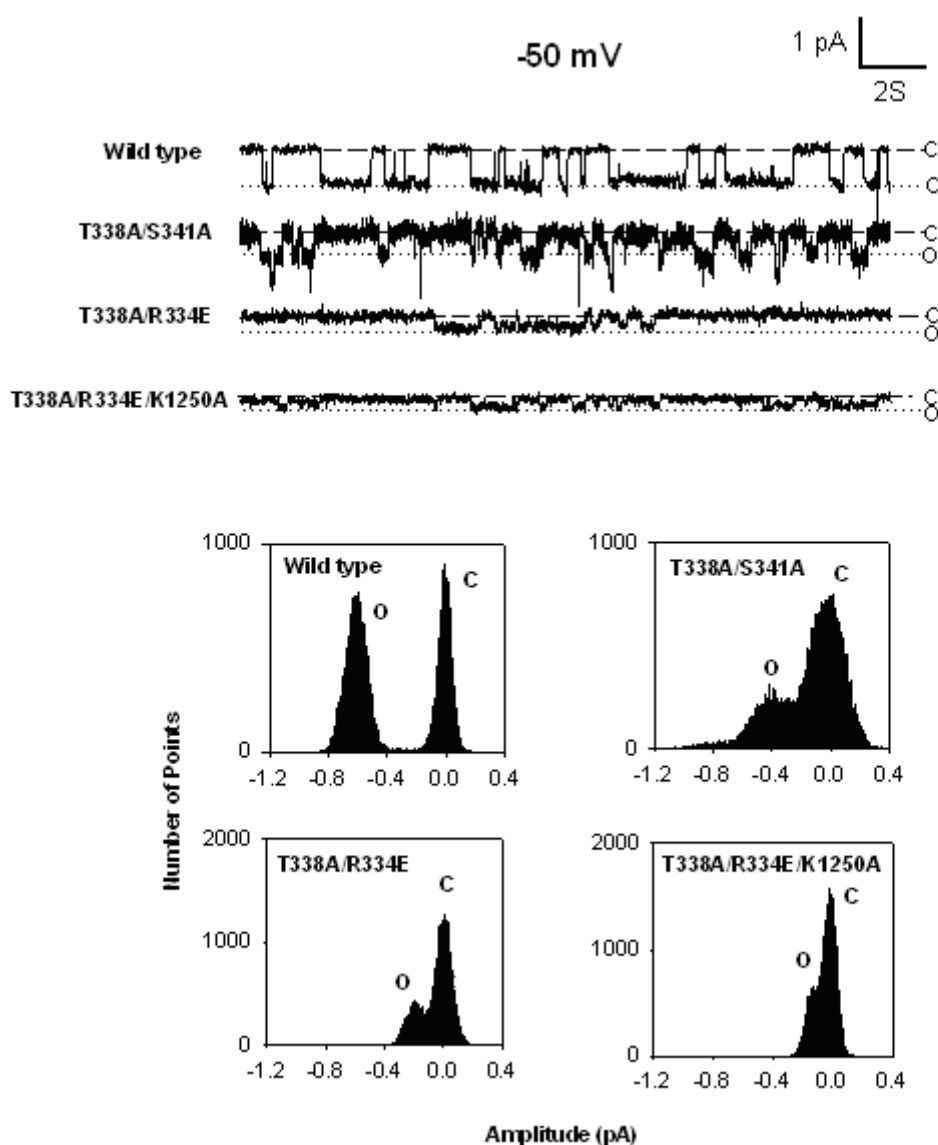 -50 mV
1 pA
2S
Wild type
C
O
T338A/S341A
C
O
T338A/R334E
C
O
T338A/R334E/K1250A
C
O
Number of Points
1000
Wild type
O
C
0
-1.2 -0.8 -0.4 0.0 0.4
1000
T338A/S341A
C
O
0
-1.2 -0.8 -0.4 0.0 0.4
2000
T338A/R334E
C
1000
O
0
-1.2 -0.8 -0.4 0.0 0.4
2000
T338A/R334E/K1250A
C
1000
O
0
-1.2 -0.8 -0.4 0.0 0.4
Amplitude (pA)